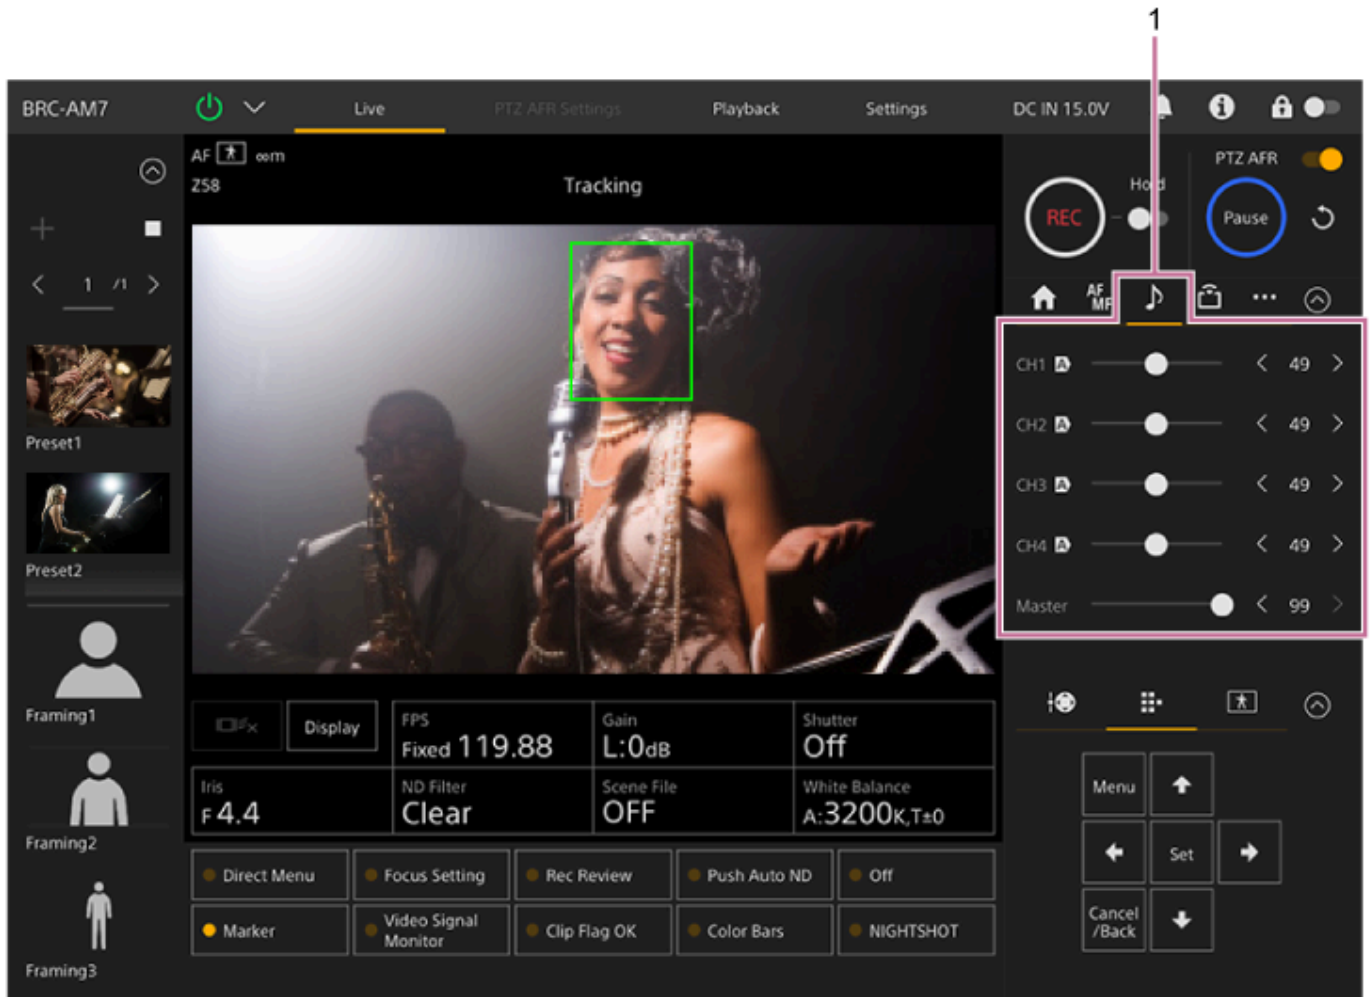 1
BRC-AM7
Live
PTZ AFR Settings
Playback
Settings
DC IN 15.0V
AF ∞m
Z58
Tracking
REC
Hold
PTZ AFR
Pause
1 /1
AF
MF
Preset1
Preset2
Framing1
Framing2
Framing3
CH1 A 49
CH2 A 49
CH3 A 49
CH4 A 49
Master 99
Display
FPS
Fixed 119.88
Gain
L:0dB
Shutter
Off
Iris
F4.4
ND Filter
Clear
Scene File
OFF
White Balance
A:3200K,T±0
Direct Menu
Focus Setting
Rec Review
Push Auto ND
Off
Marker
Video Signal
Monitor
Clip Flag OK
Color Bars
NIGHTSHOT
Menu
Set
Cancel
/Back